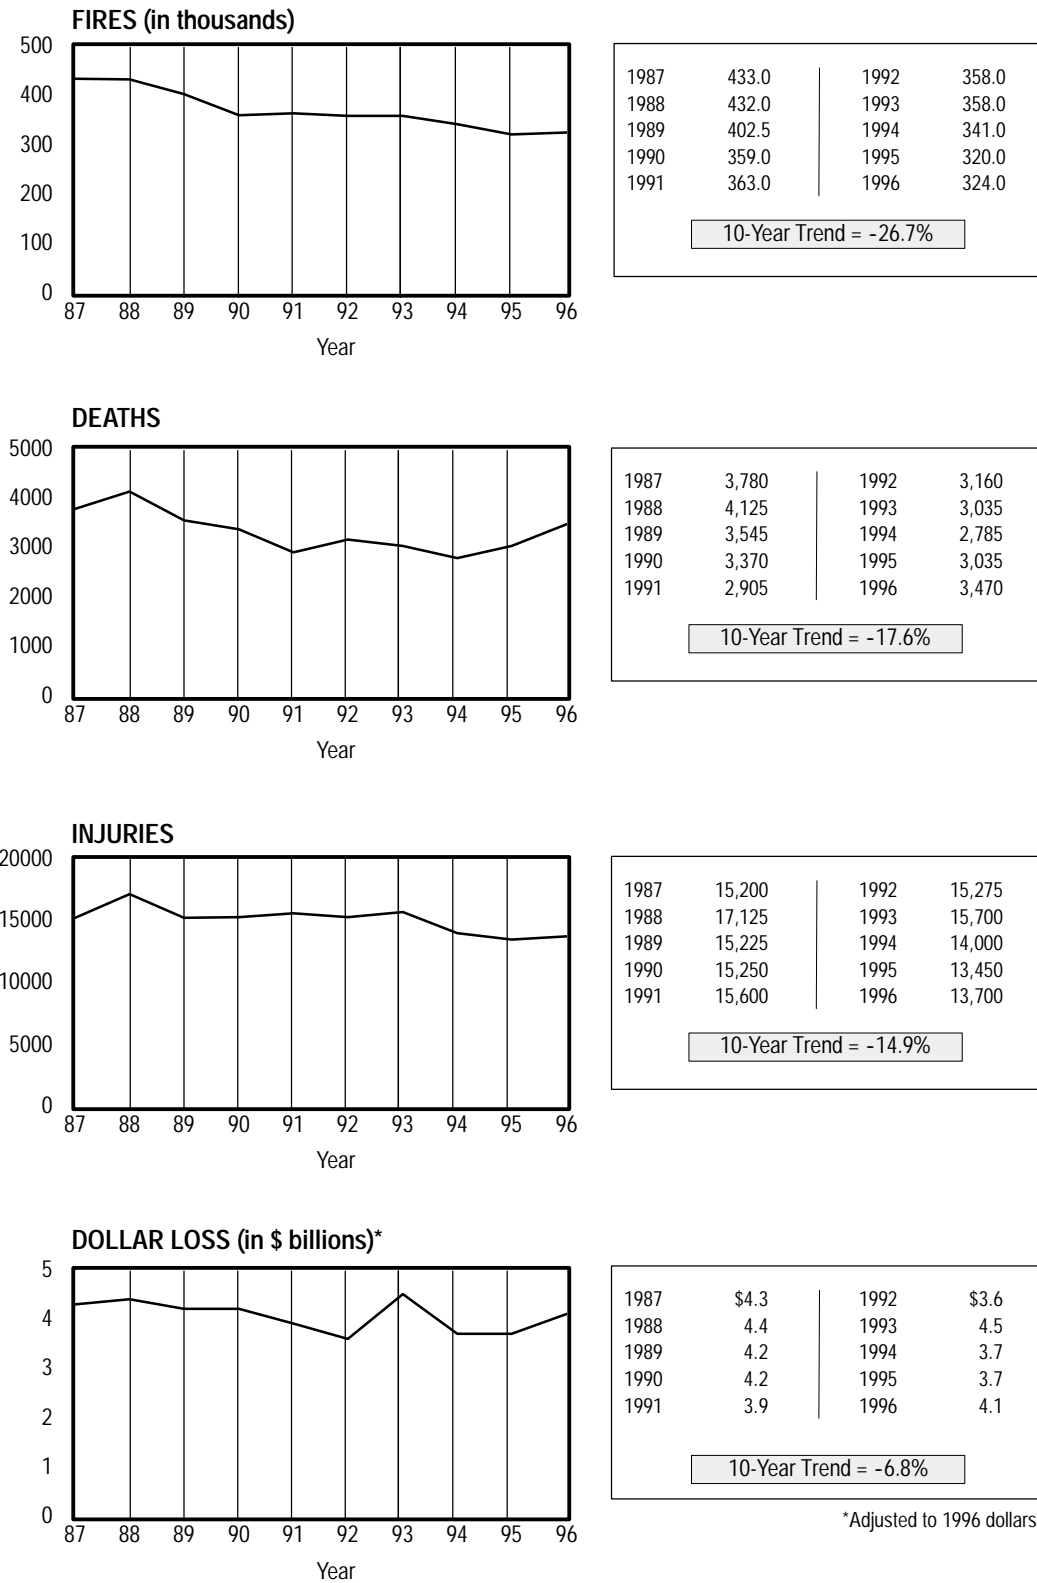 FIRES (in thousands)
500
400
300
200
100
0
87 88 89 90 91 92 93 94 95 96
Year
1987 433.0 1992 358.0
1988 432.0 1993 358.0
1989 402.5 1994 341.0
1990 359.0 1995 320.0
1991 363.0 1996 324.0
10-Year Trend = -26.7%
DEATHS
5000
4000
3000
2000
1000
0
87 88 89 90 91 92 93 94 95 96
Year
1987 3,780 1992 3,160
1988 4,125 1993 3,035
1989 3,545 1994 2,785
1990 3,370 1995 3,035
1991 2,905 1996 3,470
10-Year Trend = -17.6%
INJURIES
20000
15000
10000
5000
0
87 88 89 90 91 92 93 94 95 96
Year
1987 15,200 1992 15,275
1988 17,125 1993 15,700
1989 15,225 1994 14,000
1990 15,250 1995 13,450
1991 15,600 1996 13,700
10-Year Trend = -14.9%
DOLLAR LOSS (in $ billions)*
5
4
3
2
1
0
87 88 89 90 91 92 93 94 95 96
Year
1987 $4.3 1992 $3.6
1988 4.4 1993 4.5
1989 4.2 1994 3.7
1990 4.2 1995 3.7
1991 3.9 1996 4.1
10-Year Trend = -6.8%
*Adjusted to 1996 dollars